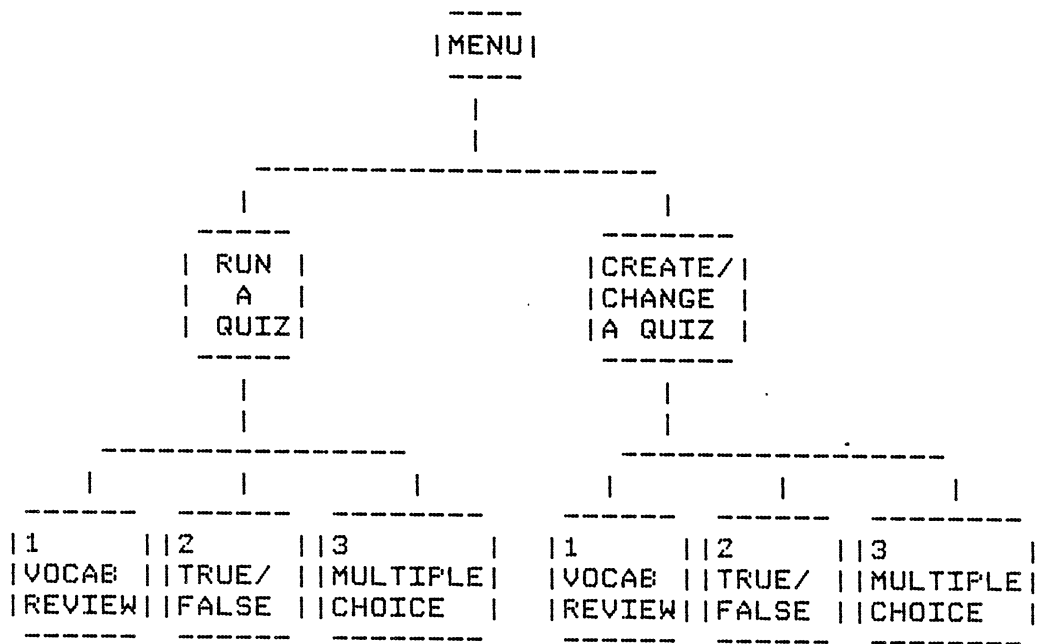 MENU
RUN
A
QUIZ
CREATE/
CHANGE
A QUIZ
1
VOCAB
REVIEW
2
TRUE/
FALSE
3
MULTIPLE
CHOICE
1
VOCAB
REVIEW
2
TRUE/
FALSE
3
MULTIPLE
CHOICE